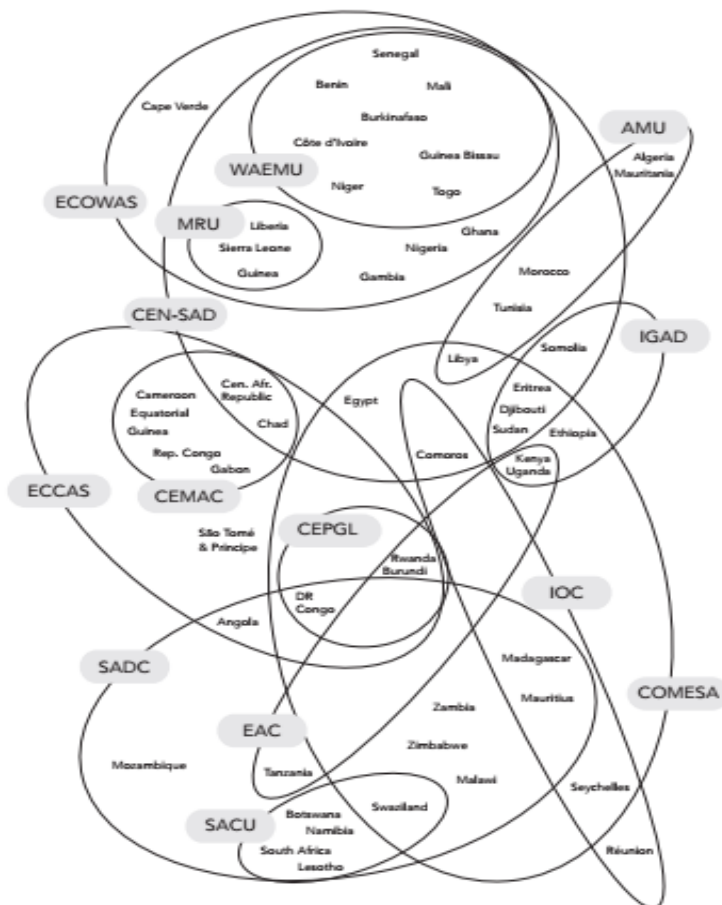 Senegal
Benin
Mali
Cape Verde
Burkinafaso
AMU
Côte d'Ivoire
Guinea Bissau
Algeria
Mauritania
WAEMU
Niger
Togo
ECOWAS
MRU
Liberia
Ghana
Sierra Leone
Nigeria
Guinea
Gambia
Morocco
Tunisia
CEN-SAD
IGAD
Somolia
Libya
Cen. Afr.
Republic
Cameroon
Equatorial
Guinea
Egypt
Eritrea
Djibouti
Chad
Sudan
Ethiopia
Rep. Congo
Gabon
Comoros
Kenya
Uganda
ECCAS
CEMAC
São Tomé
& Principe
CEPGL
Rwanda
Burundi
DR
Congo
IOC
Angola
SADC
Madagascar
Mauritius
COMESA
Zambia
EAC
Zimbabwe
Mozambique
Tanzania
Malawi
Seychelles
Swaziland
Botswana
SACU
Namibia
South Africa
Lesotho
Réunion